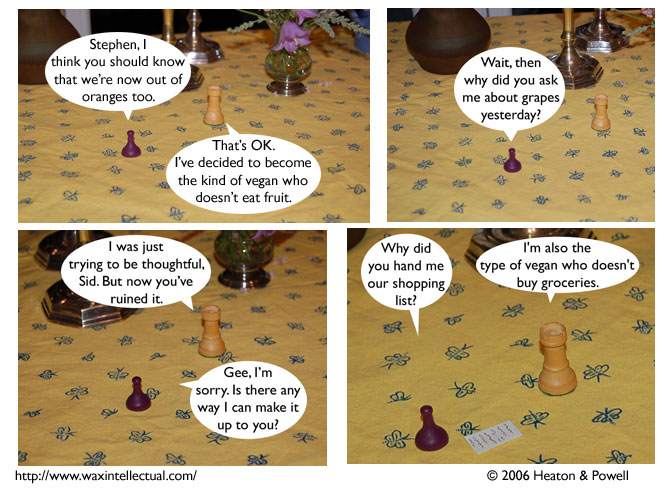 Stephen, I
think you should know
that we're now out of
oranges too.
That's OK.
I've decided to become
the kind of vegan who
doesn't eat fruit.
Wait, then
why did you ask
me about grapes
yesterday?
I was just
trying to be thoughtful,
Sid. But now you've
ruined it.
Gee, I'm
sorry. Is there any
way I can make it
up to you?
Why did
you hand me
our shopping
list?
I'm also the
type of vegan who doesn't
buy groceries.
http://www.waxintellectual.com/
© 2006 Heaton & Powell